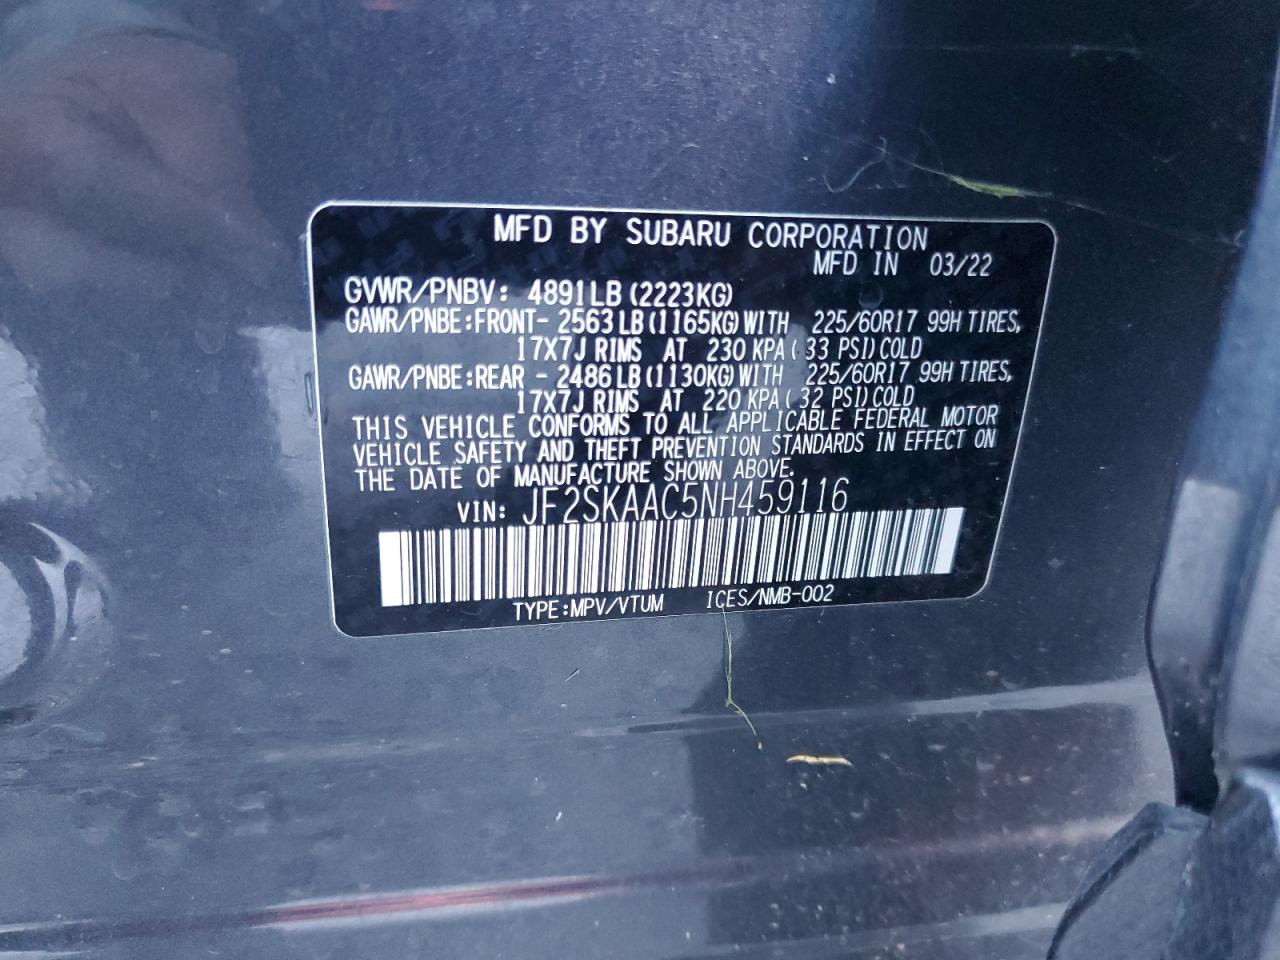 MFD BY SUBARU CORPORATION
MFD IN 03/22
GVWR/PNBV: 4891LB (2223KG)
GAWR/PNBE:FRONT- 2563LB (1165KG) WITH 225/60R17 99H TIRES,
17X7J RIMS AT 230 KPA (33 PSI) COLD
GAWR/PNBE:REAR - 2486LB (1130KG) WITH 225/60R17 99H TIRES,
17X7J RIMS AT 220 KPA (32 PSI) COLD
THIS VEHICLE CONFORMS TO ALL APPLICABLE FEDERAL MOTOR
VEHICLE SAFETY AND THEFT PREVENTION STANDARDS IN EFFECT ON
THE DATE OF MANUFACTURE SHOWN ABOVE.
VIN: JF2SKAAC5NH459116
TYPE:MPV/VTUM ICES/NMB-002